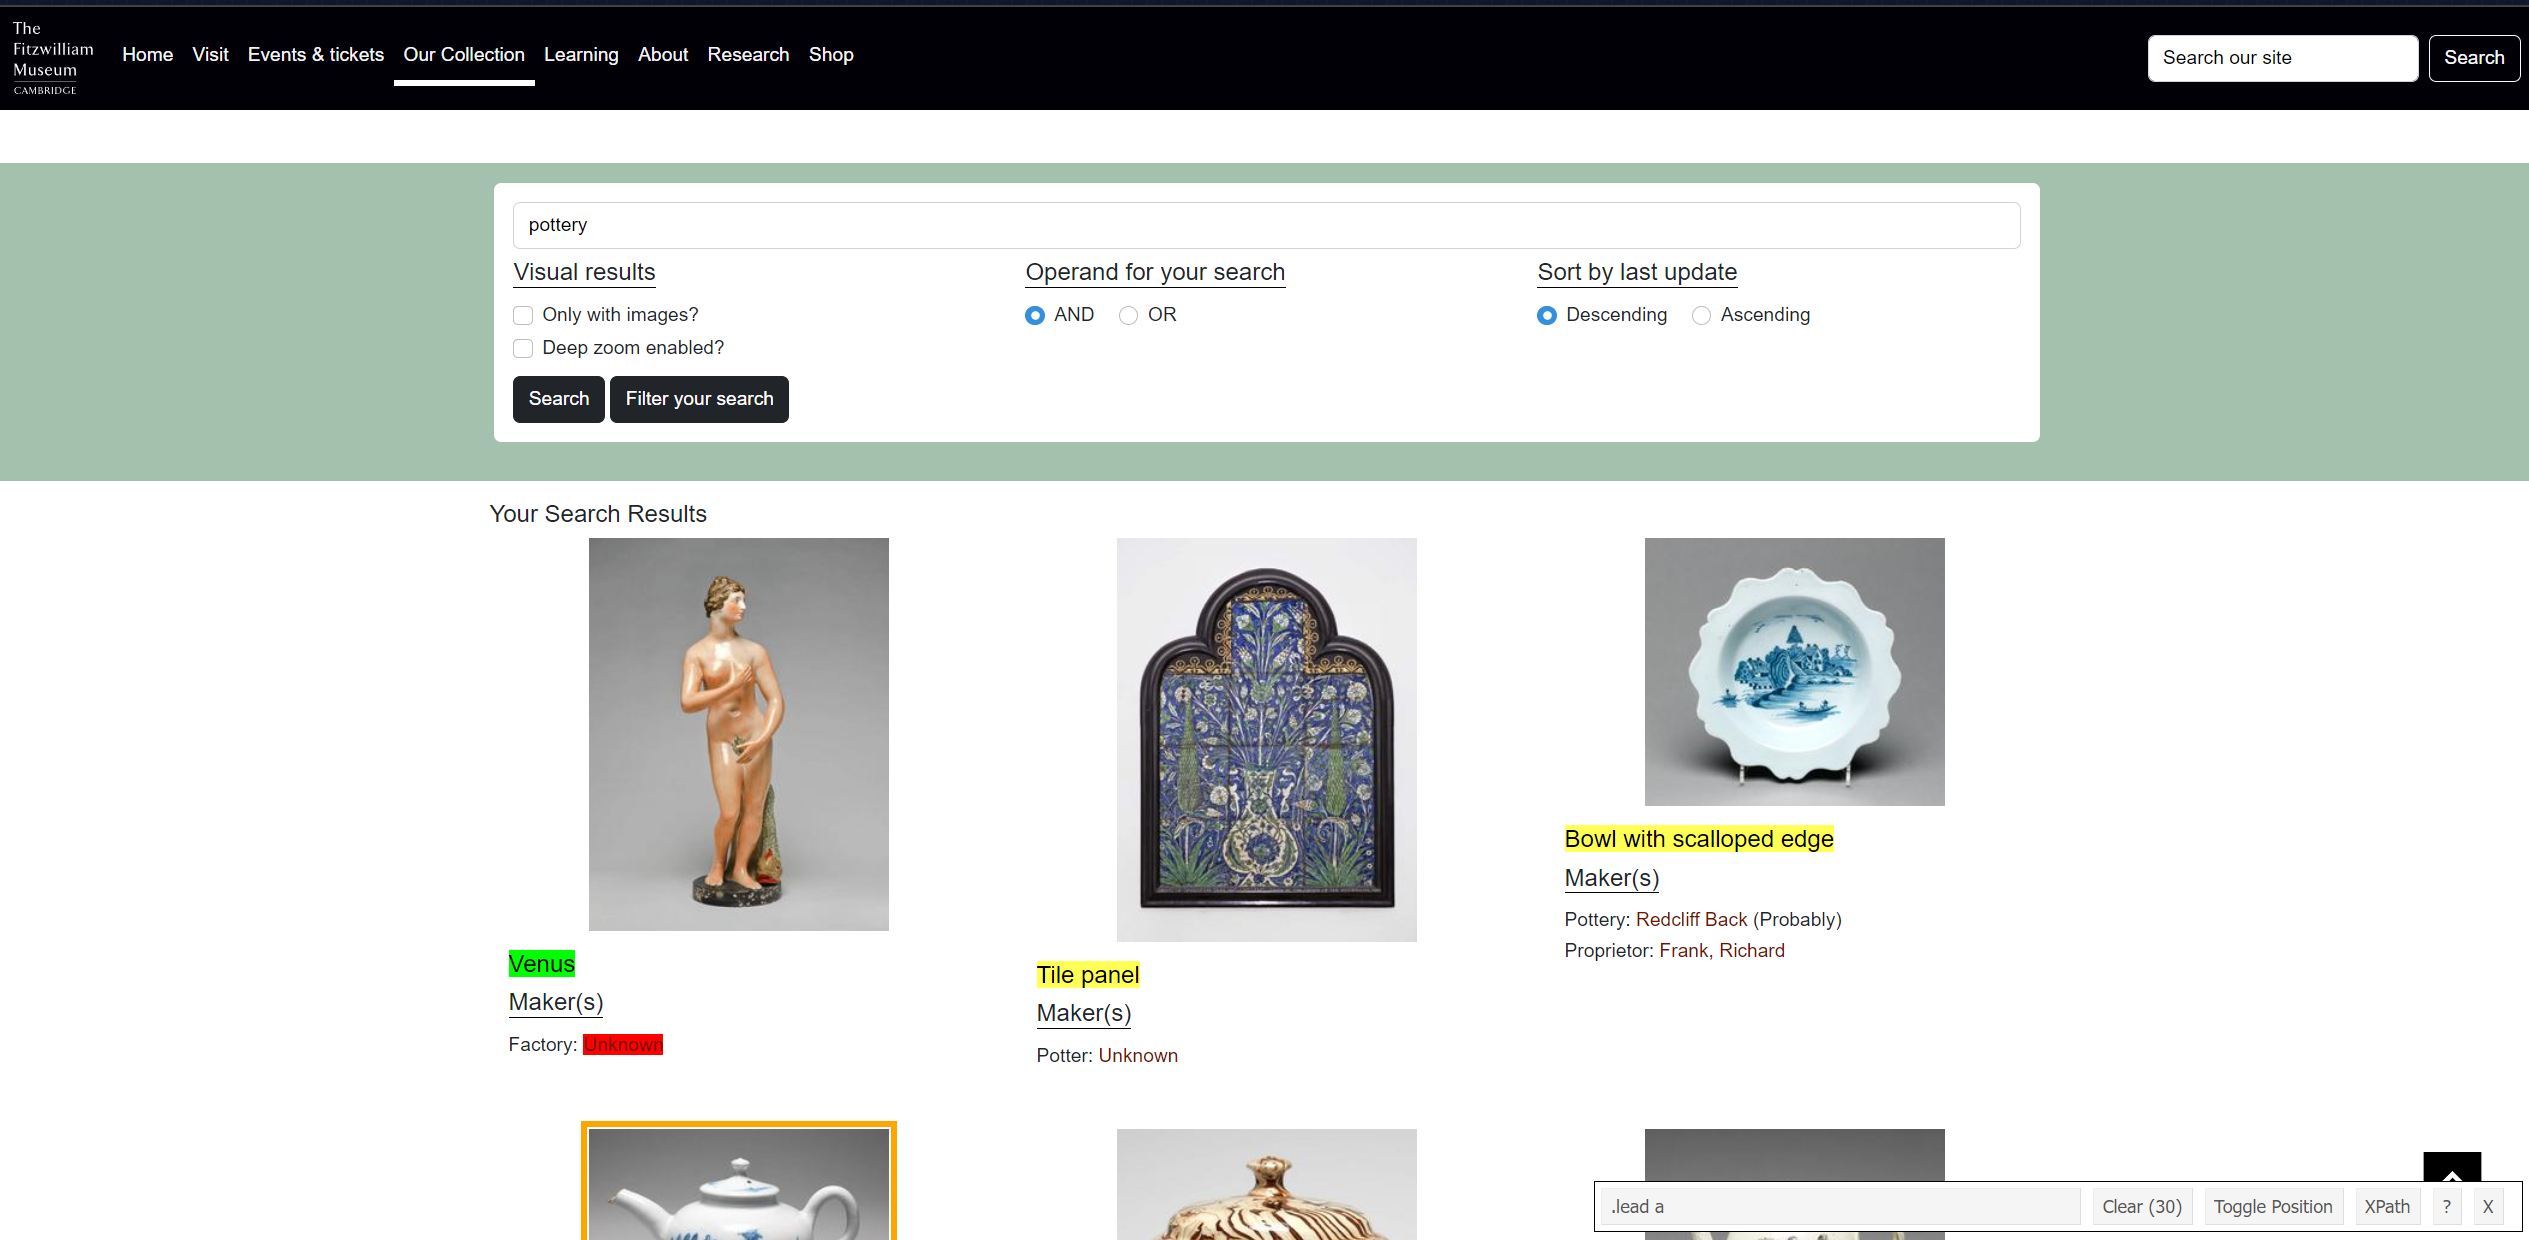 The
Fitzwilliam
Museum
CAMBRIDGE
Home Visit Events & tickets Our Collection Learning About Research Shop
Search our site Search
pottery
Visual results
Only with images?
Deep zoom enabled?
Operand for your search
AND OR
Sort by last update
Descending Ascending
Search Filter your search
Your Search Results
Venus
Maker(s)
Factory: Unknown
Tile panel
Maker(s)
Potter: Unknown
Bowl with scalloped edge
Maker(s)
Pottery: Redcliff Back (Probably)
Proprietor: Frank, Richard
.lead a Clear (30) Toggle Position XPath ? X